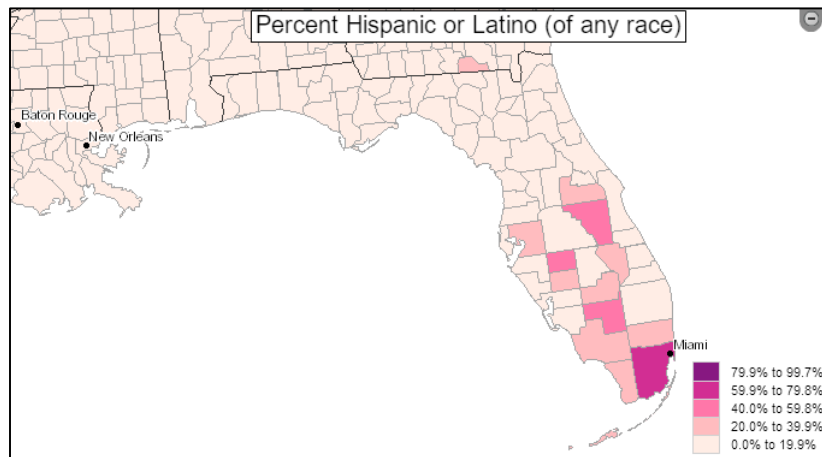 Percent Hispanic or Latino (of any race)
Baton Rouge
New Orleans
Miami
79.9% to 99.7%
59.9% to 79.8%
40.0% to 59.8%
20.0% to 39.9%
0.0% to 19.9%